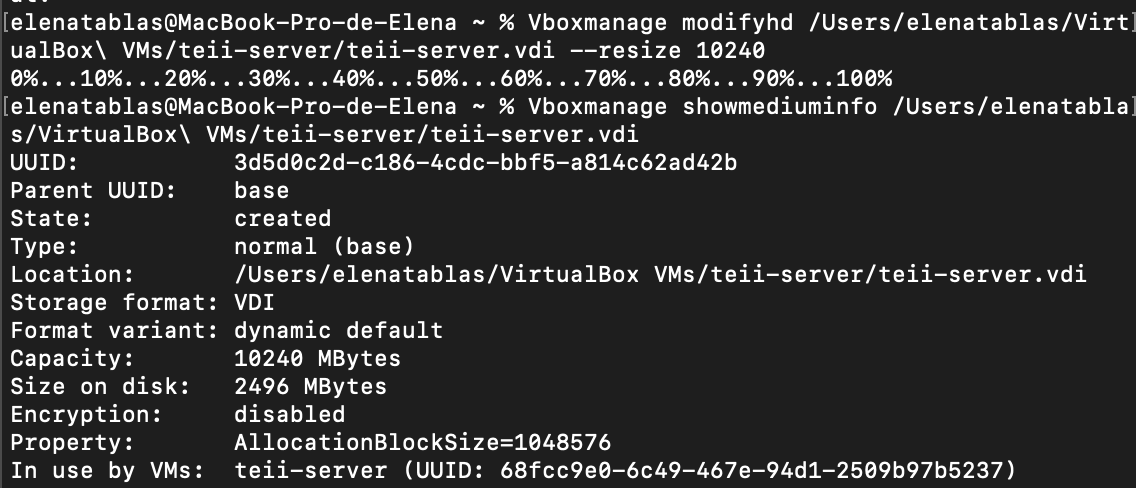 [elenatablas@MacBook-Pro-de-Elena ~ % Vboxmanage modifyhd /Users/elenatablas/Virt]
ualBox\ VMs/teii-server/teii-server.vdi --resize 10240
0%...10%...20%...30%...40%...50%...60%...70%...80%...90%...100%
[elenatablas@MacBook-Pro-de-Elena ~ % Vboxmanage showmediuminfo /Users/elenatabla]
s/VirtualBox\ VMs/teii-server/teii-server.vdi
UUID:           3d5d0c2d-c186-4cdc-bbf5-a814c62ad42b
Parent UUID:    base
State:          created
Type:           normal (base)
Location:       /Users/elenatablas/VirtualBox VMs/teii-server/teii-server.vdi
Storage format: VDI
Format variant: dynamic default
Capacity:       10240 MBytes
Size on disk:   2496 MBytes
Encryption:     disabled
Property:       AllocationBlockSize=1048576
In use by VMs:  teii-server (UUID: 68fcc9e0-6c49-467e-94d1-2509b97b5237)